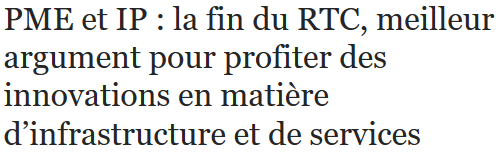 PME et IP : la fin du RTC, meilleur
argument pour profiter des
innovations en matière
d’infrastructure et de services